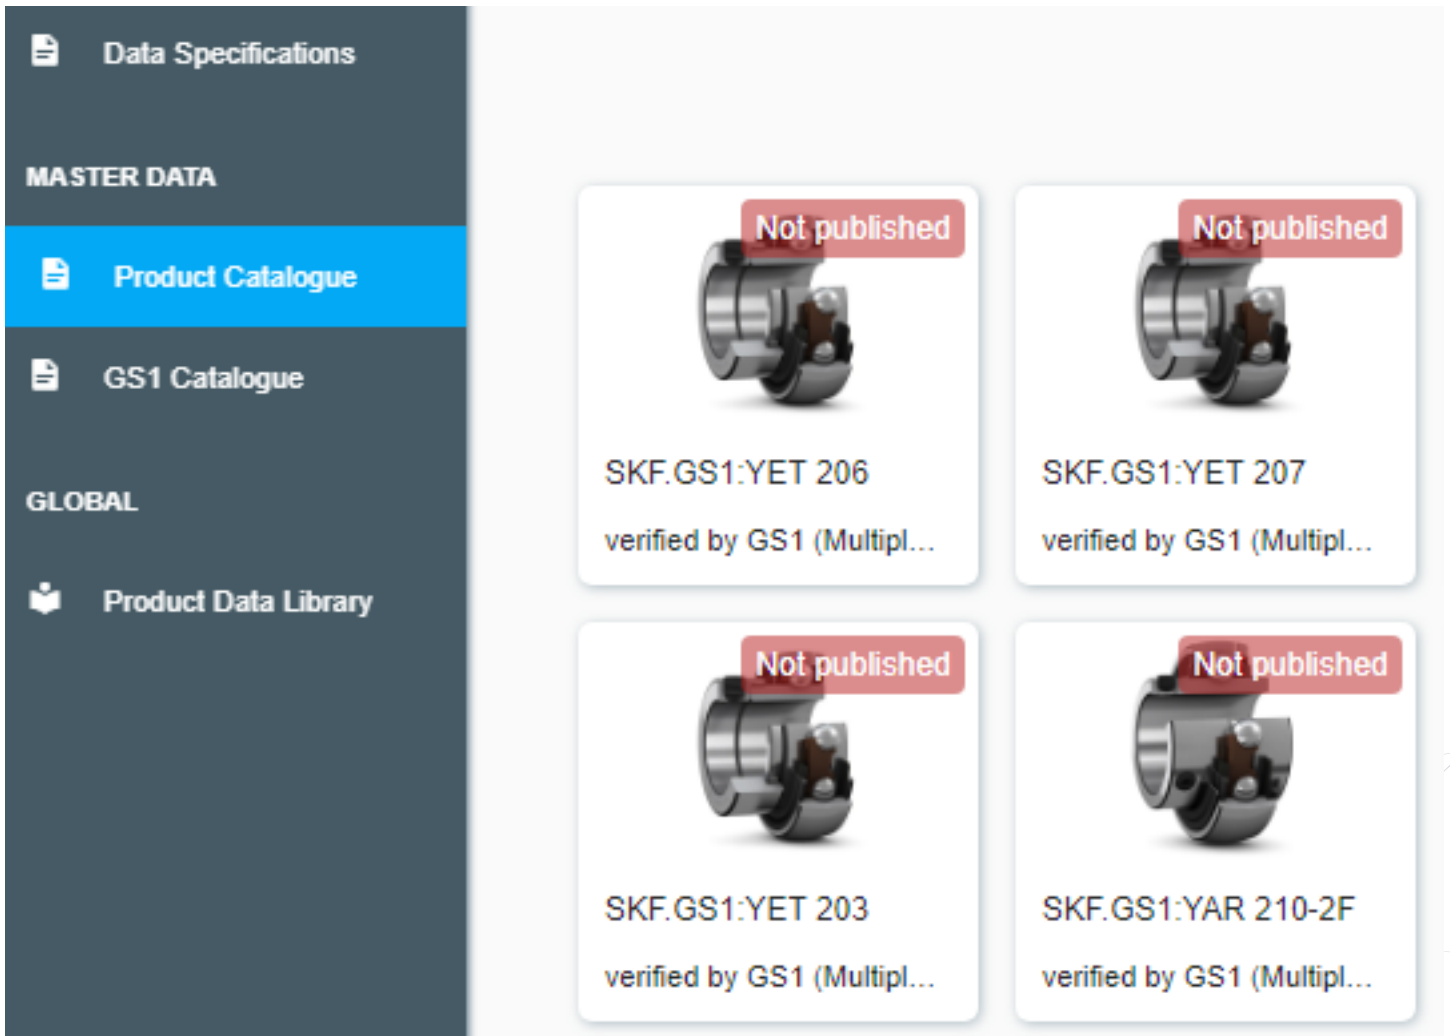 Data Specifications
MASTER DATA
Product Catalogue
GS1 Catalogue
GLOBAL
Product Data Library
Not published
SKF.GS1:YET 206
verified by GS1 (Multipl...
Not published
SKF.GS1:YET 207
verified by GS1 (Multipl...
Not published
SKF.GS1:YET 203
verified by GS1 (Multipl...
Not published
SKF.GS1:YAR 210-2F
verified by GS1 (Multipl...